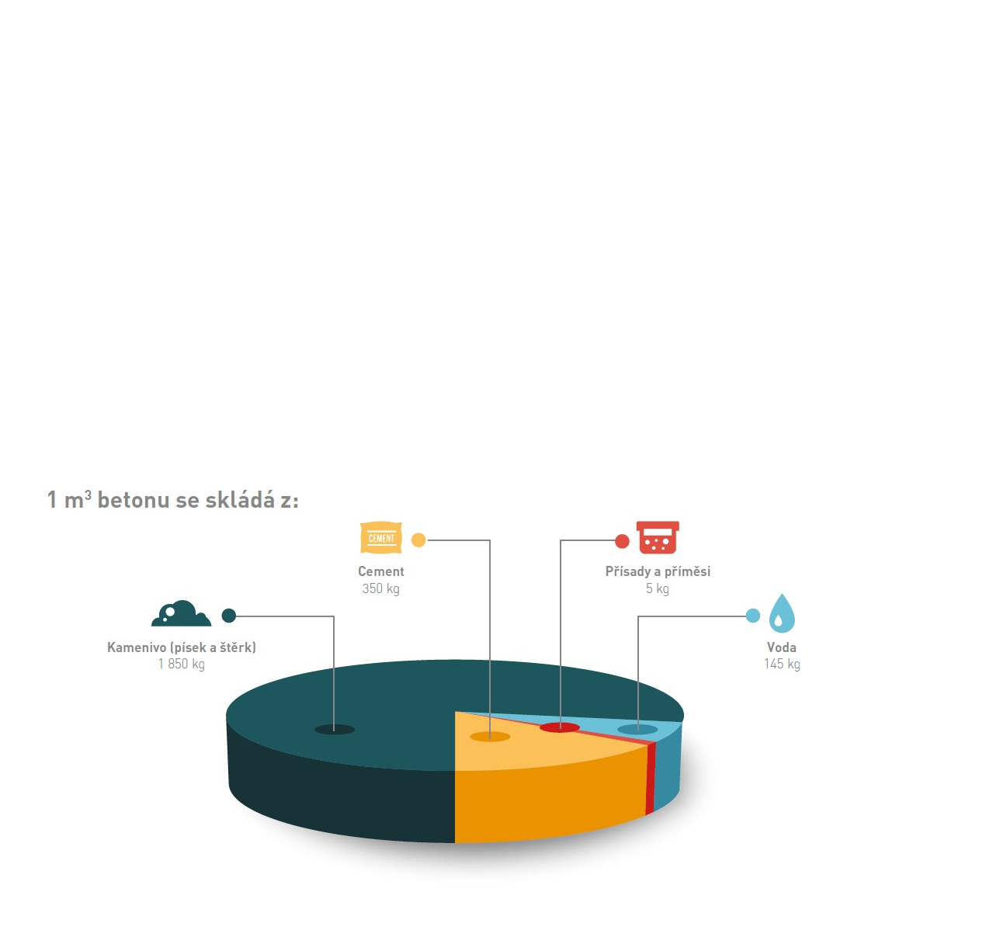 1 m³ betonu se skládá z:
CEMENT
Cement
350 kg
Přísady a příměsi
5 kg
Kamenivo (písek a štěrk)
1 850 kg
Voda
145 kg